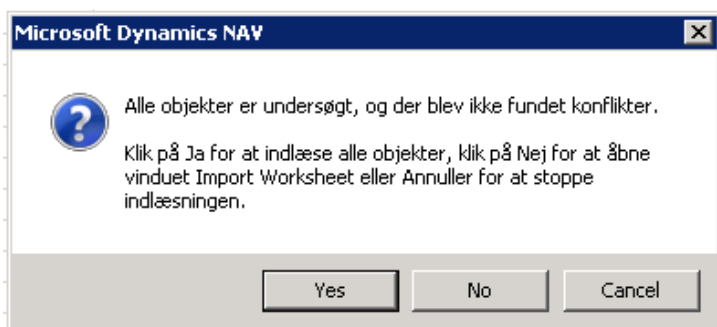 Microsoft Dynamics NAV
Alle objekter er undersøgt, og der blev ikke fundet konflikter.
Klik på Ja for at indlæse alle objekter, klik på Nej for at åbne
vinduet Import Worksheet eller Annuller for at stoppe
indlæsningen.
Yes No Cancel